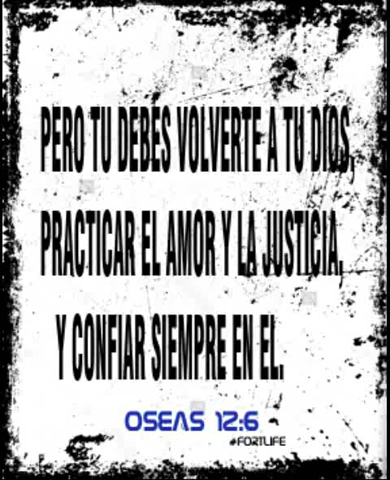 PERO TU DEBES VOLVERTE A TU DIOS,
PRACTICAR EL AMOR Y LA JUSTICIA,
Y CONFIAR SIEMPRE EN EL.
OSEAS 12:6
#FORTLIFE